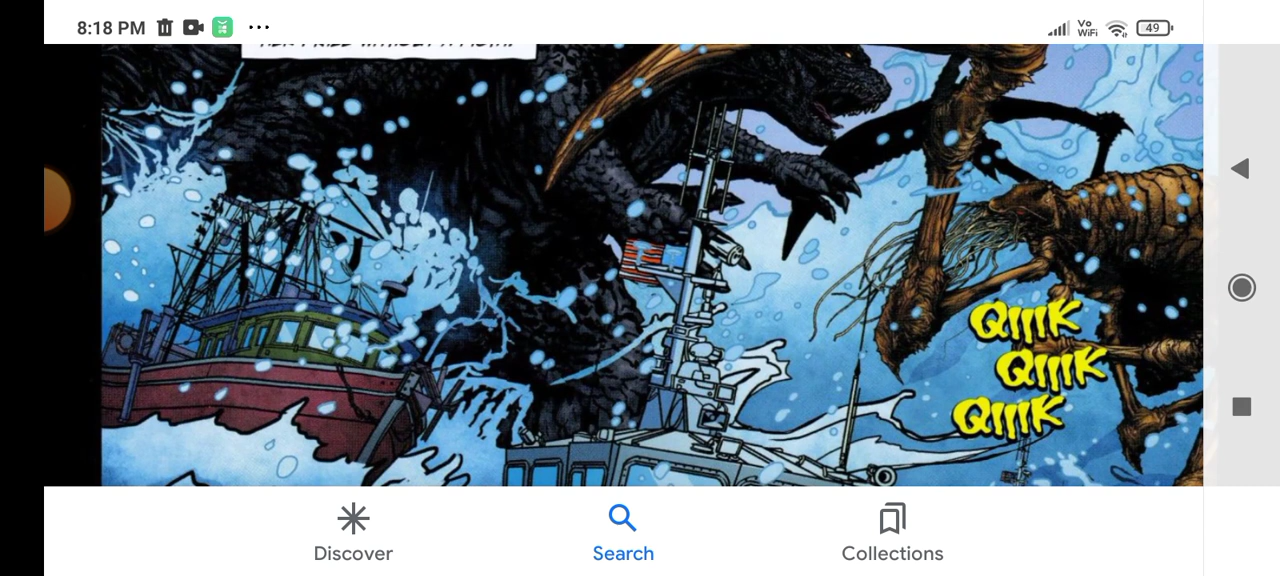 8:18 PM
Vo
WiFi
49
QIIIK
QIIIK
QIIIK
Discover
Search
Collections